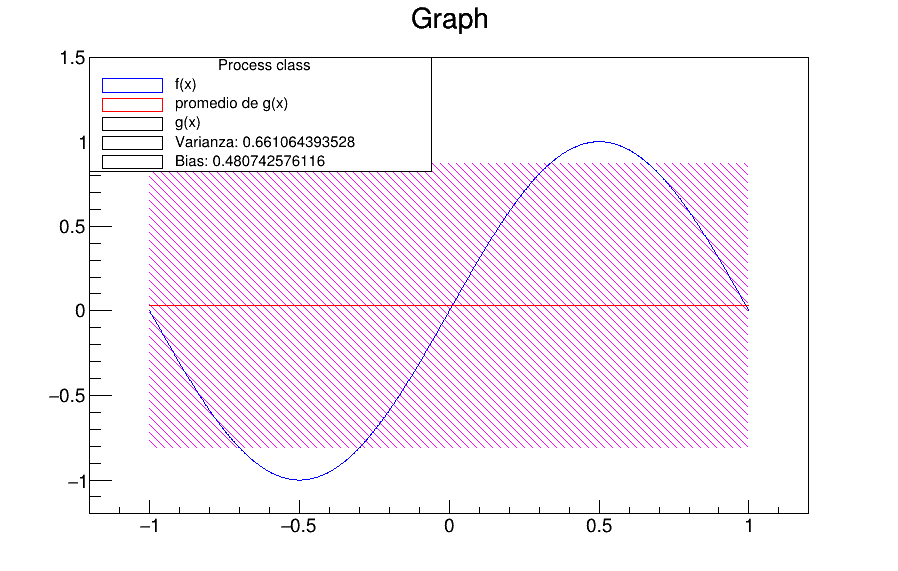 Graph
Process class
f(x)
promedio de g(x)
g(x)
Varianza: 0.661064393528
Bias: 0.480742576116
1.5
1
0.5
0
−0.5
−1
−1
−0.5
0
0.5
1